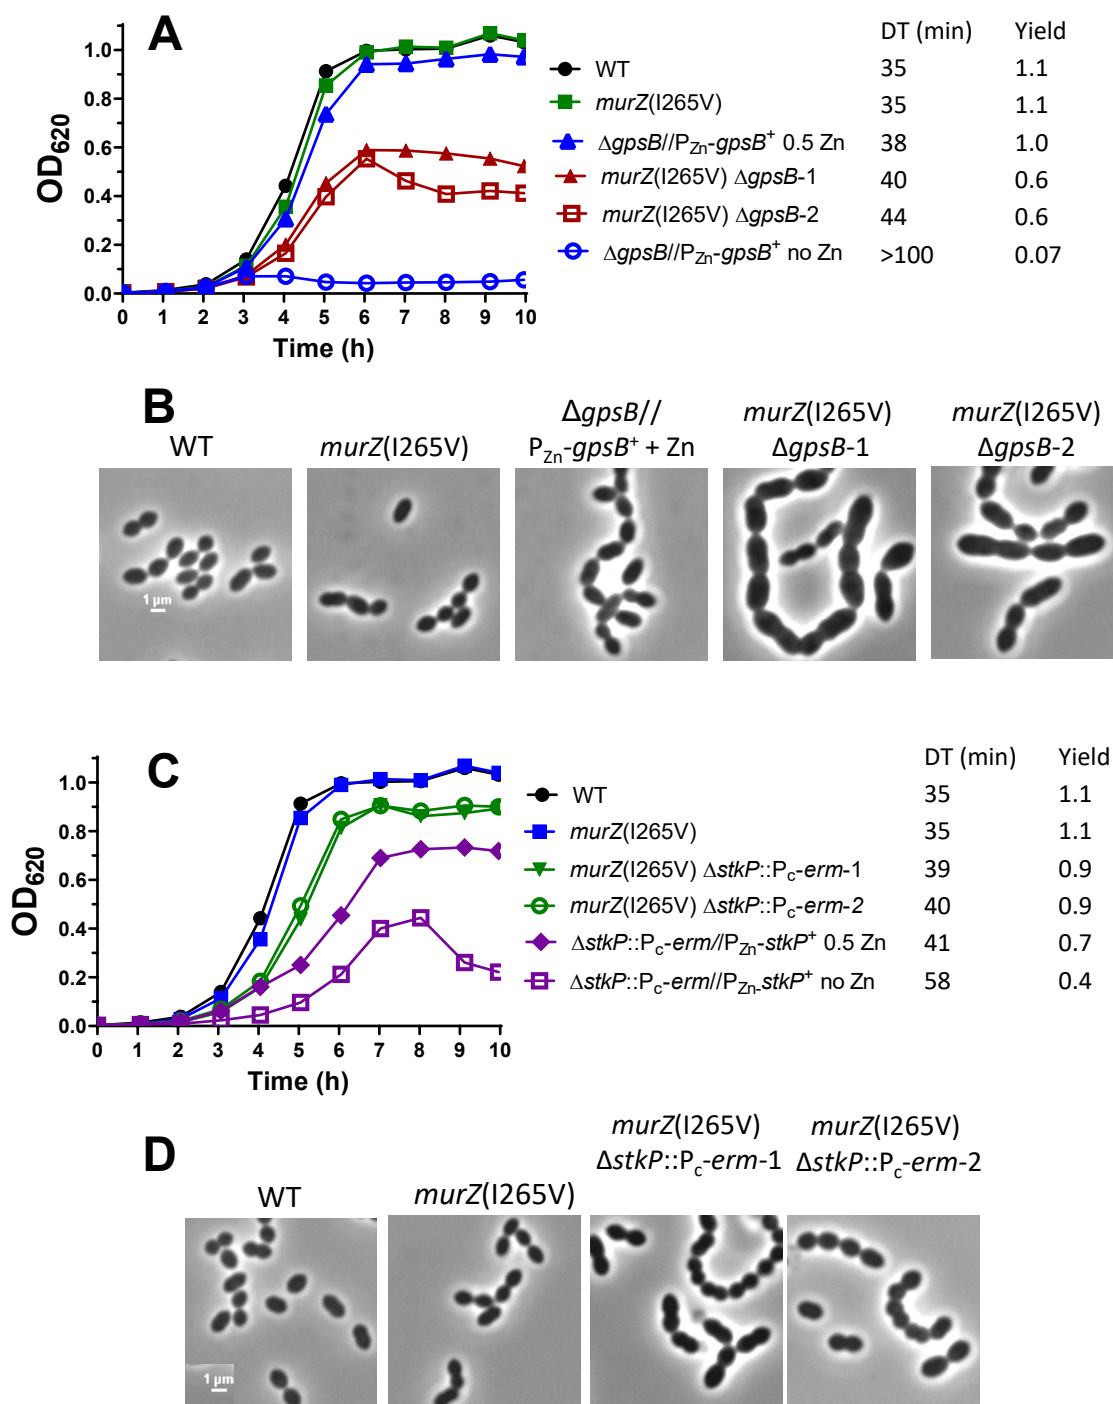 A
OD620
1.0
0.8
0.6
0.4
0.2
0.0
0 1 2 3 4 5 6 7 8 9 10
Time (h)
DT (min) Yield
WT 35 1.1
murZ(I265V) 35 1.1
ΔgpsB//PZn-gpsB+ 0.5 Zn 38 1.0
murZ(I265V) ΔgpsB-1 40 0.6
murZ(I265V) ΔgpsB-2 44 0.6
ΔgpsB//PZn-gpsB+ no Zn >100 0.07
B
WT
murZ(I265V)
ΔgpsB//
PZn-gpsB+ + Zn
murZ(I265V)
ΔgpsB-1
murZ(I265V)
ΔgpsB-2
1 µm
C
OD620
1.0
0.8
0.6
0.4
0.2
0.0
0 1 2 3 4 5 6 7 8 9 10
Time (h)
DT (min) Yield
WT 35 1.1
murZ(I265V) 35 1.1
murZ(I265V) ΔstkP::Pc-erm-1 39 0.9
murZ(I265V) ΔstkP::Pc-erm-2 40 0.9
ΔstkP::Pc-erm//PZn-stkP+ 0.5 Zn 41 0.7
ΔstkP::Pc-erm//PZn-stkP+ no Zn 58 0.4
D
WT
murZ(I265V)
murZ(I265V)
ΔstkP::Pc-erm-1
murZ(I265V)
ΔstkP::Pc-erm-2
1 µm